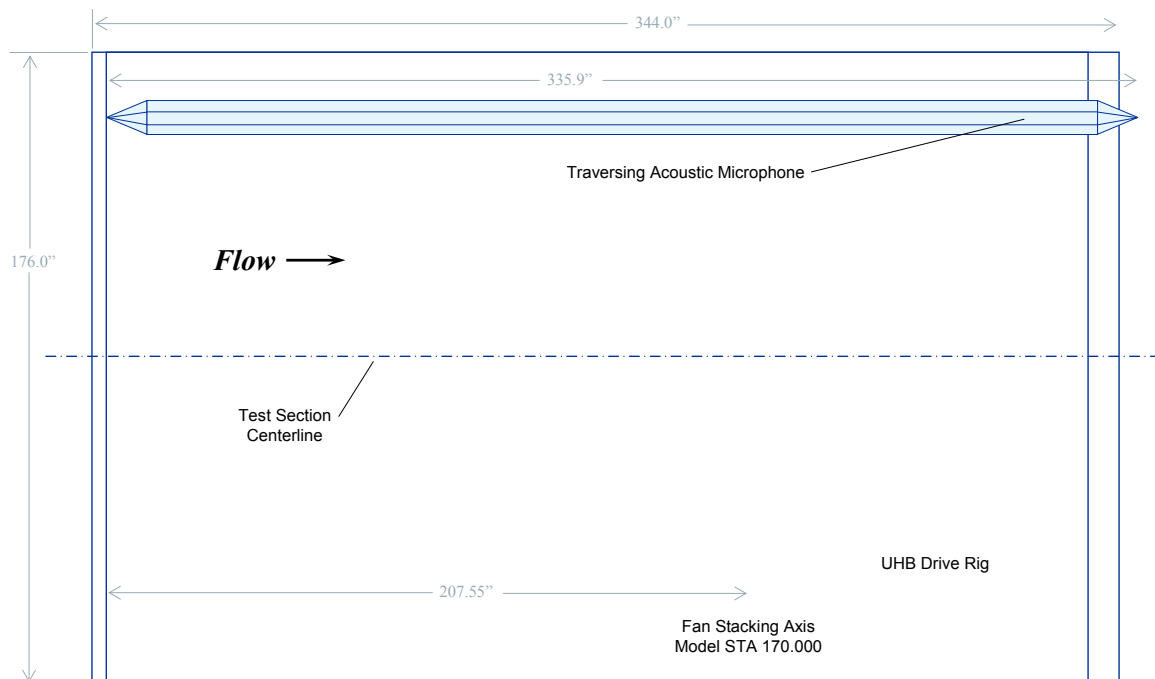 344.0”
335.9”
Traversing Acoustic Microphone
Flow
176.0”
Test Section
Centerline
UHB Drive Rig
207.55”
Fan Stacking Axis
Model STA 170.000